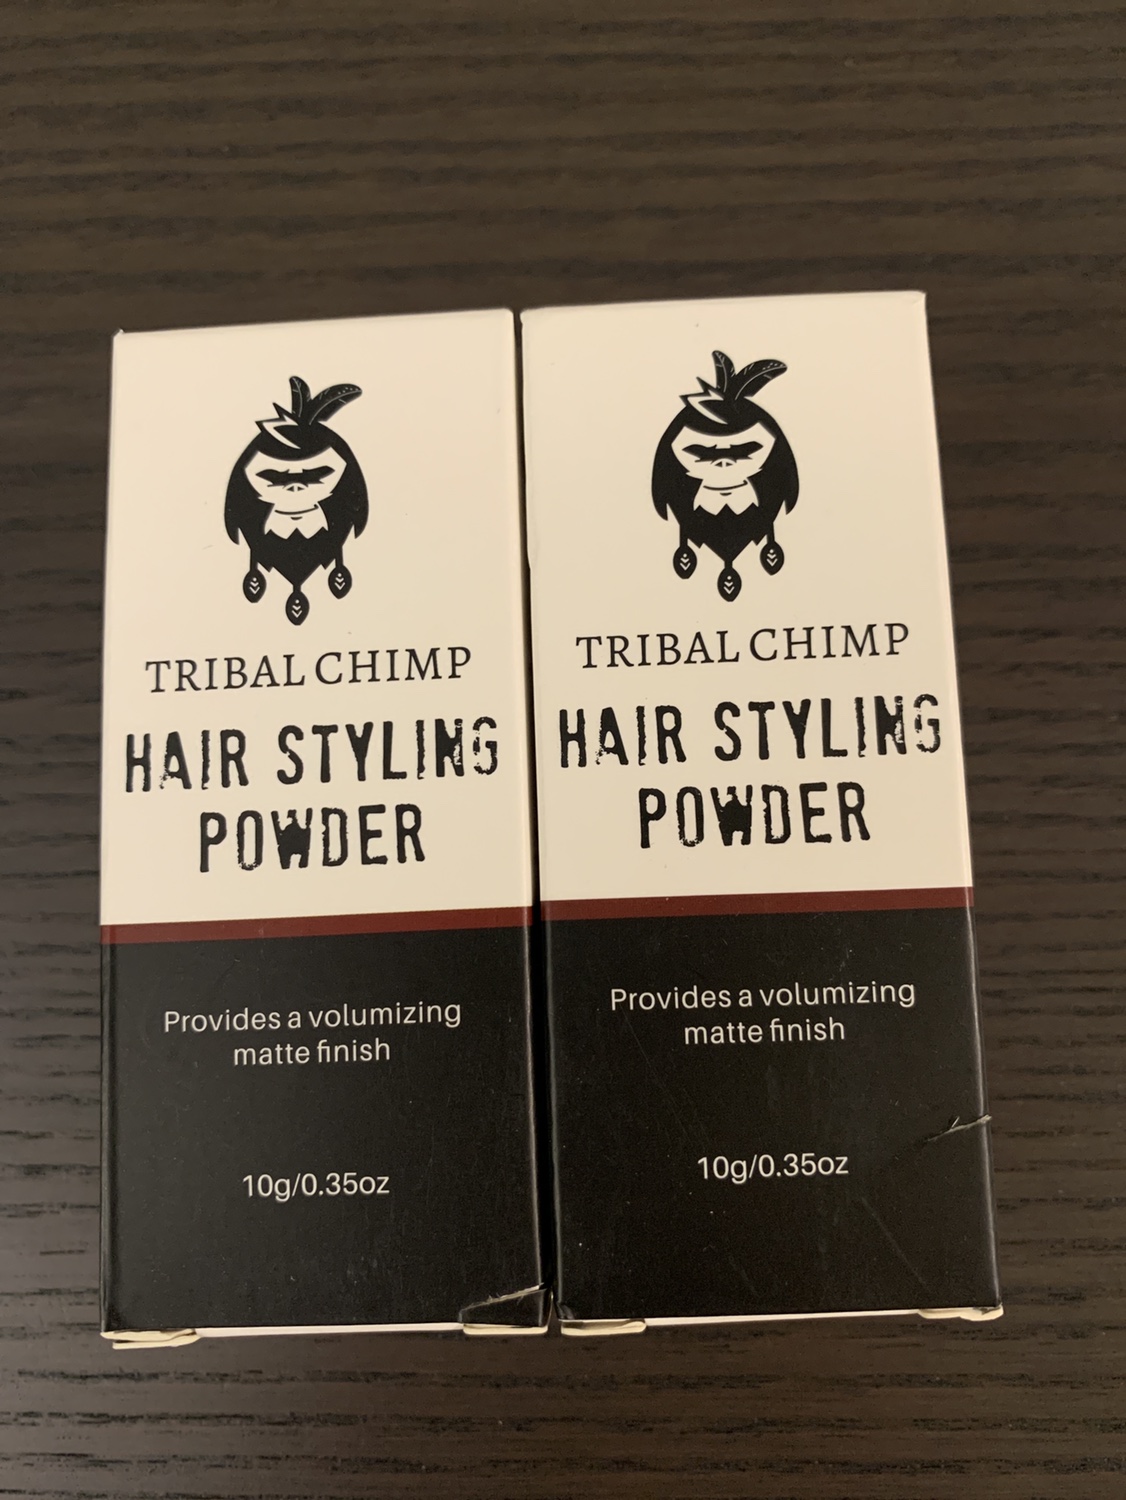 TRIBAL CHIMP
HAIR STYLING
POWDER
Provides a volumizing
matte finish
10g/0.35oz
TRIBAL CHIMP
HAIR STYLING
POWDER
Provides a volumizing
matte finish
10g/0.35oz